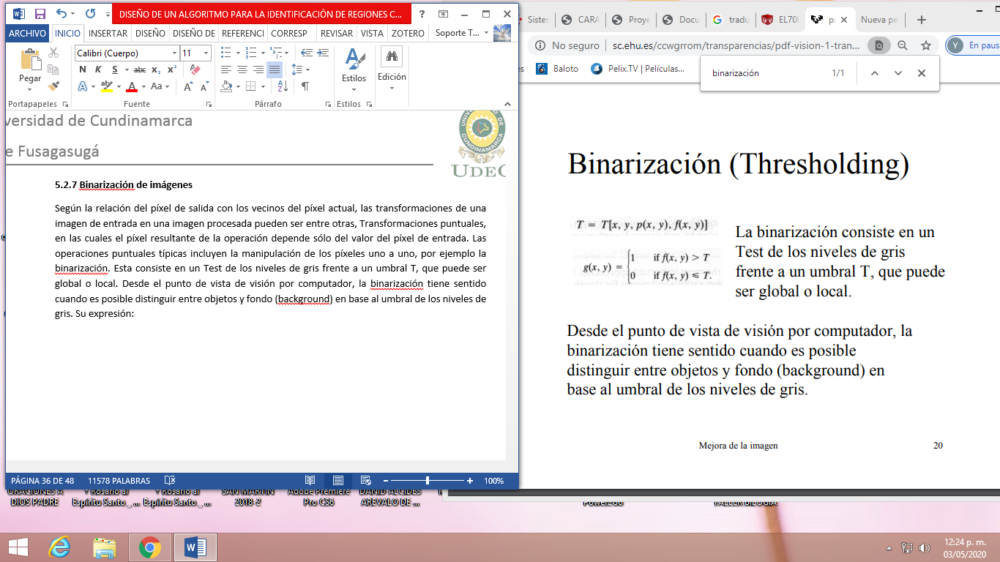 DISEÑO DE UN ALGORITMO PARA LA IDENTIFICACIÓN DE REGIONES C...
ARCHIVO INICIO INSERTAR DISEÑO DISEÑO DE REFERENCI CORRESP REVISAR VISTA ZOTERO Soporte T...
Calibri (Cuerpo) 11
Pegar
N K S abc x₂ x²
A A Aa A A
Estilos
Edición
Portapapeles Fuente Párrafo Estilos
versidad de Cundinamarca
e Fusagasugá
UNIVERSIDAD DE CUNDINAMARCA
UDEC
5.2.7 Binarización de imágenes
Según la relación del píxel de salida con los vecinos del píxel actual, las transformaciones de una
imagen de entrada en una imagen procesada pueden ser entre otras, Transformaciones puntuales,
en las cuales el píxel resultante de la operación depende sólo del valor del píxel de entrada. Las
operaciones puntuales típicas incluyen la manipulación de los píxeles uno a uno, por ejemplo la
binarización. Esta consiste en un Test de los niveles de gris frente a un umbral T, que puede ser
global o local. Desde el punto de vista de visión por computador, la binarización tiene sentido
cuando es posible distinguir entre objetos y fondo (background) en base al umbral de los niveles de
gris. Su expresión:
PÁGINA 36 DE 48 11578 PALABRAS 100%
Sister CARA Proye Docu tradu EL700 Nueva pe
No seguro sc.ehu.es/ccwgrrom/transparencias/pdf-vision-1-tran... Y En paus
es Baloto Pelix.TV | Películas...
binarización 1/1
Binarización (Thresholding)
T = T[x, y, p(x, y), f(x, y)]
g(x, y) = { 1 if f(x, y) > T
0 if f(x, y) ⩽ T.
La binarización consiste en un
Test de los niveles de gris
frente a un umbral T, que puede
ser global o local.
Desde el punto de vista de visión por computador, la
binarización tiene sentido cuando es posible
distinguir entre objetos y fondo (background) en
base al umbral de los niveles de gris.
Mejora de la imagen 20
ORACIONES A DIOS PADRE
Rosario al Espíritu Santo _ ...
Rosario al Espíritu Santo _ ...
SAN MARTIN 2018-2
Adobe Premiere Pro CS6
DANID ALCIDES AREVALO DE ...
Power2Go
TALLER BILOGIA
12:24 p. m.
03/05/2020